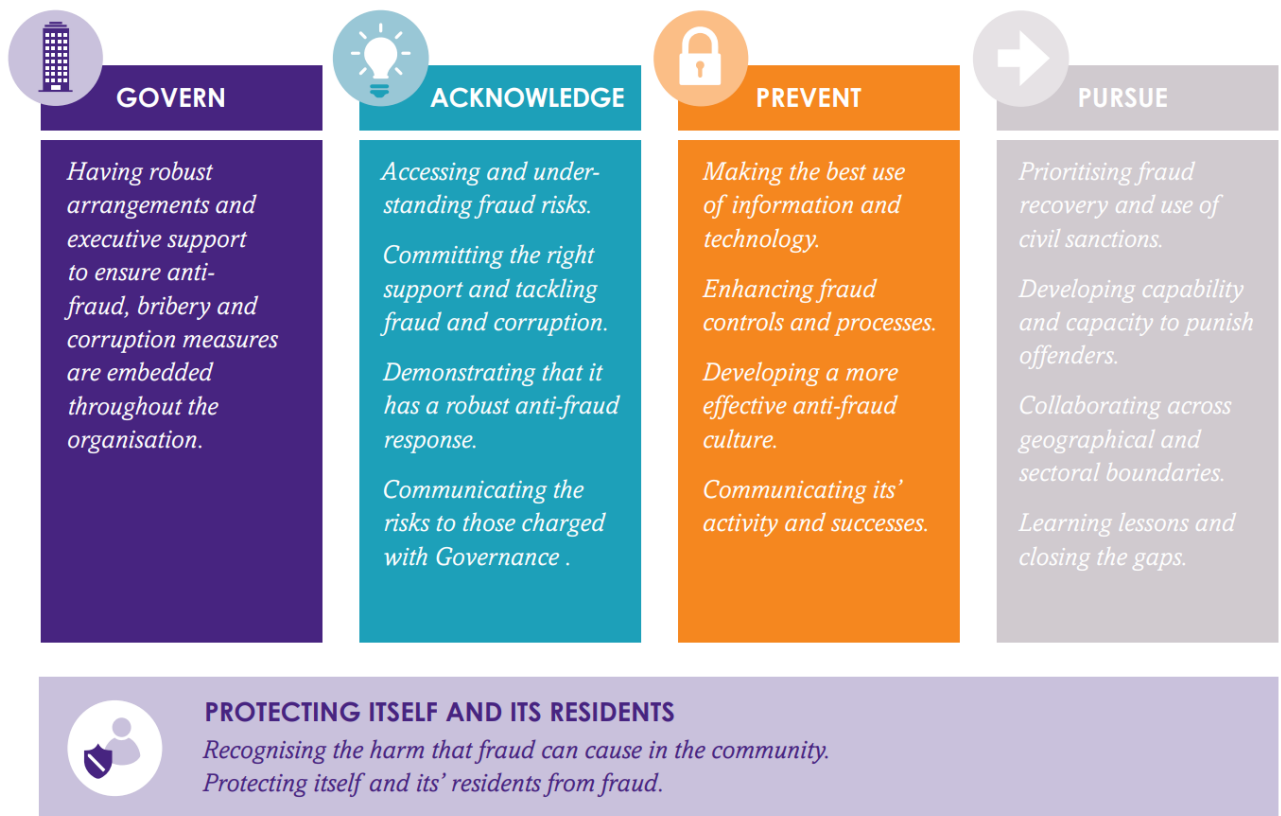 GOVERN
Having robust
arrangements and
executive support
to ensure anti-
fraud, bribery and
corruption measures
are embedded
throughout the
organisation.
ACKNOWLEDGE
Accessing and under-
standing fraud risks.
Committing the right
support and tackling
fraud and corruption.
Demonstrating that it
has a robust anti-fraud
response.
Communicating the
risks to those charged
with Governance .
PREVENT
Making the best use
of information and
technology.
Enhancing fraud
controls and processes.
Developing a more
effective anti-fraud
culture.
Communicating its’
activity and successes.
PURSUE
Prioritising fraud
recovery and use of
civil sanctions.
Developing capability
and capacity to punish
offenders.
Collaborating across
geographical and
sectoral boundaries.
Learning lessons and
closing the gaps.
PROTECTING ITSELF AND ITS RESIDENTS
Recognising the harm that fraud can cause in the community.
Protecting itself and its’ residents from fraud.